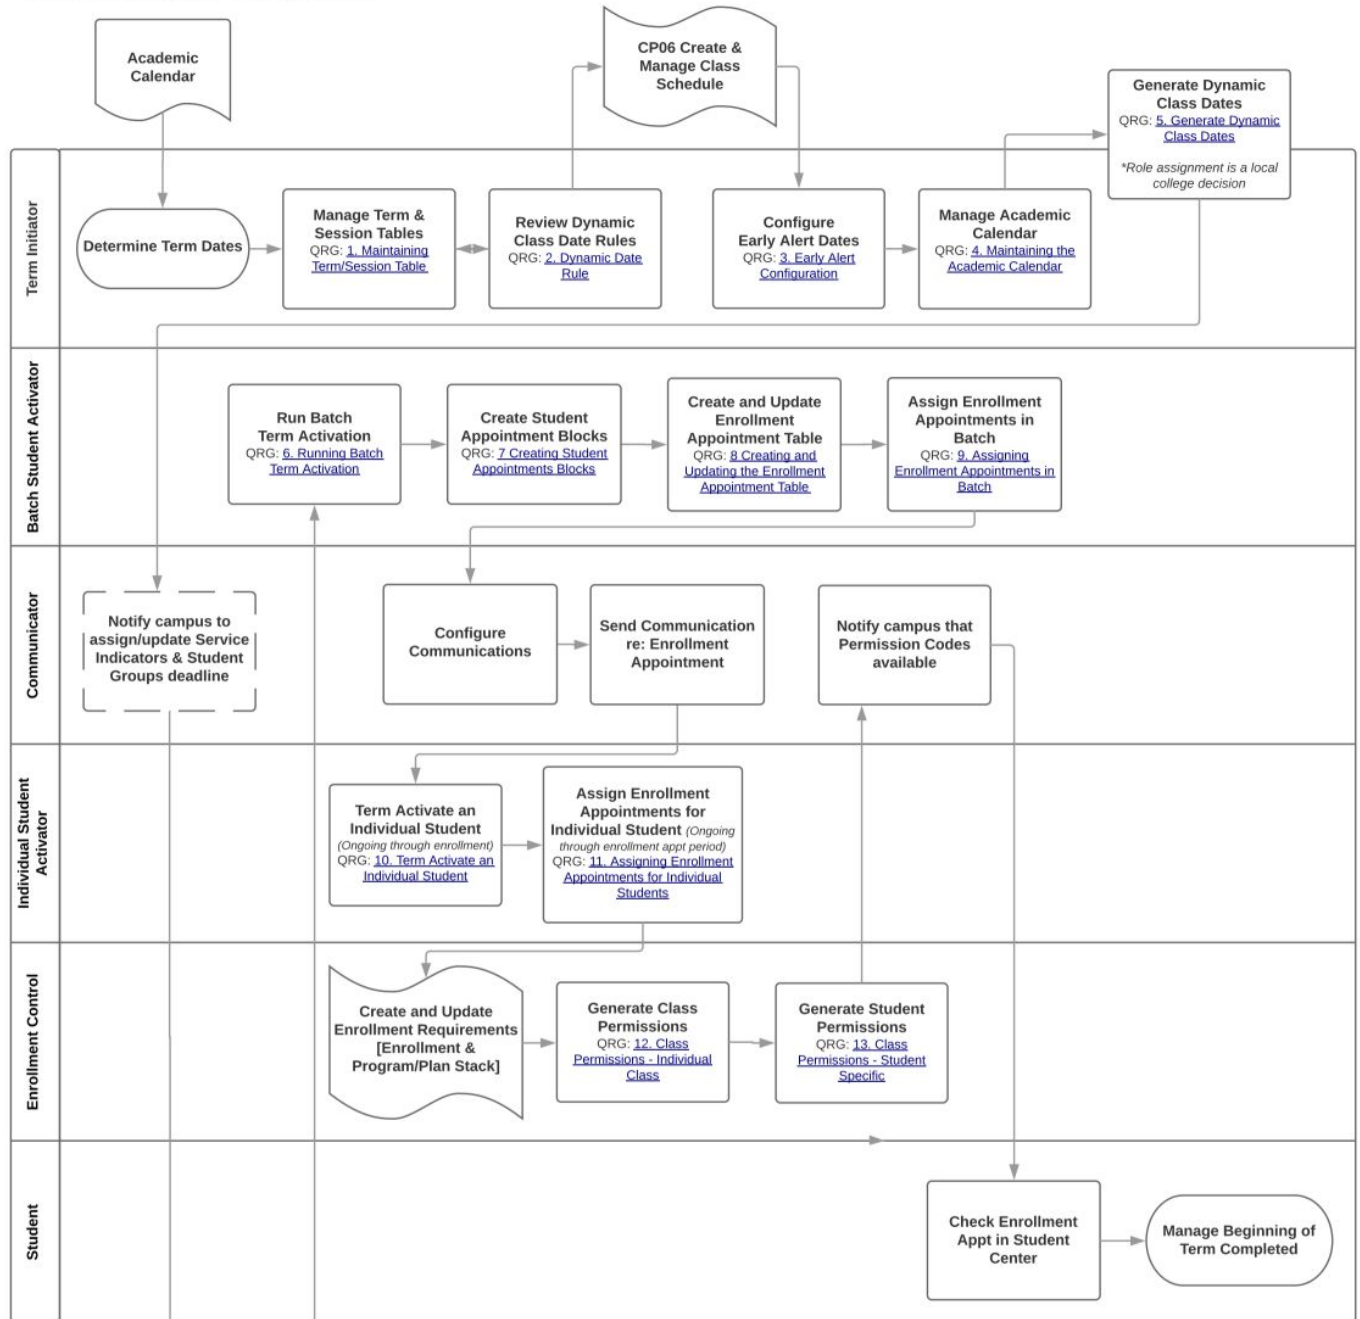 Academic
Calendar
CP06 Create &
Manage Class
Schedule
Generate Dynamic
Class Dates
QRG: 5. Generate Dynamic
Class Dates
*Role assignment is a local
college decision
Term Initiator
Determine Term Dates
Manage Term &
Session Tables
QRG: 1. Maintaining
Term/Session Table
Review Dynamic
Class Date Rules
QRG: 2. Dynamic Date
Rule
Configure
Early Alert Dates
QRG: 3. Early Alert
Configuration
Manage Academic
Calendar
QRG: 4. Maintaining the
Academic Calendar
Batch Student Activator
Run Batch
Term Activation
QRG: 6. Running Batch
Term Activation
Create Student
Appointment Blocks
QRG: 7 Creating Student
Appointments Blocks
Create and Update
Enrollment
Appointment Table
QRG: 8 Creating and
Updating the Enrollment
Appointment Table
Assign Enrollment
Appointments in
Batch
QRG: 9. Assigning
Enrollment Appointments in
Batch
Communicator
Notify campus to
assign/update Service
Indicators & Student
Groups deadline
Configure
Communications
Send Communication
re: Enrollment
Appointment
Notify campus that
Permission Codes
available
Individual Student
Activator
Term Activate an
Individual Student
(Ongoing through enrollment)
QRG: 10. Term Activate an
Individual Student
Assign Enrollment
Appointments for
Individual Student (Ongoing
through enrollment appt period)
QRG: 11. Assigning Enrollment
Appointments for Individual
Students
Enrollment Control
Create and Update
Enrollment Requirements
[Enrollment &
Program/Plan Stack]
Generate Class
Permissions
QRG: 12. Class
Permissions - Individual
Class
Generate Student
Permissions
QRG: 13. Class
Permissions - Student
Specific
Student
Check Enrollment
Appt in Student
Center
Manage Beginning of
Term Completed